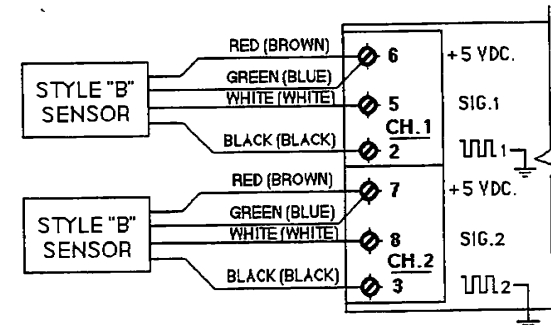 RED (BROWN)
6
+5 VDC.
GREEN (BLUE)
STYLE "B"
SENSOR
WHITE (WHITE)
5
SIG.1
CH.1
BLACK (BLACK)
2
1
RED (BROWN)
7
+5 VDC.
GREEN (BLUE)
STYLE "B"
SENSOR
WHITE (WHITE)
8
SIG.2
CH.2
BLACK (BLACK)
3
2